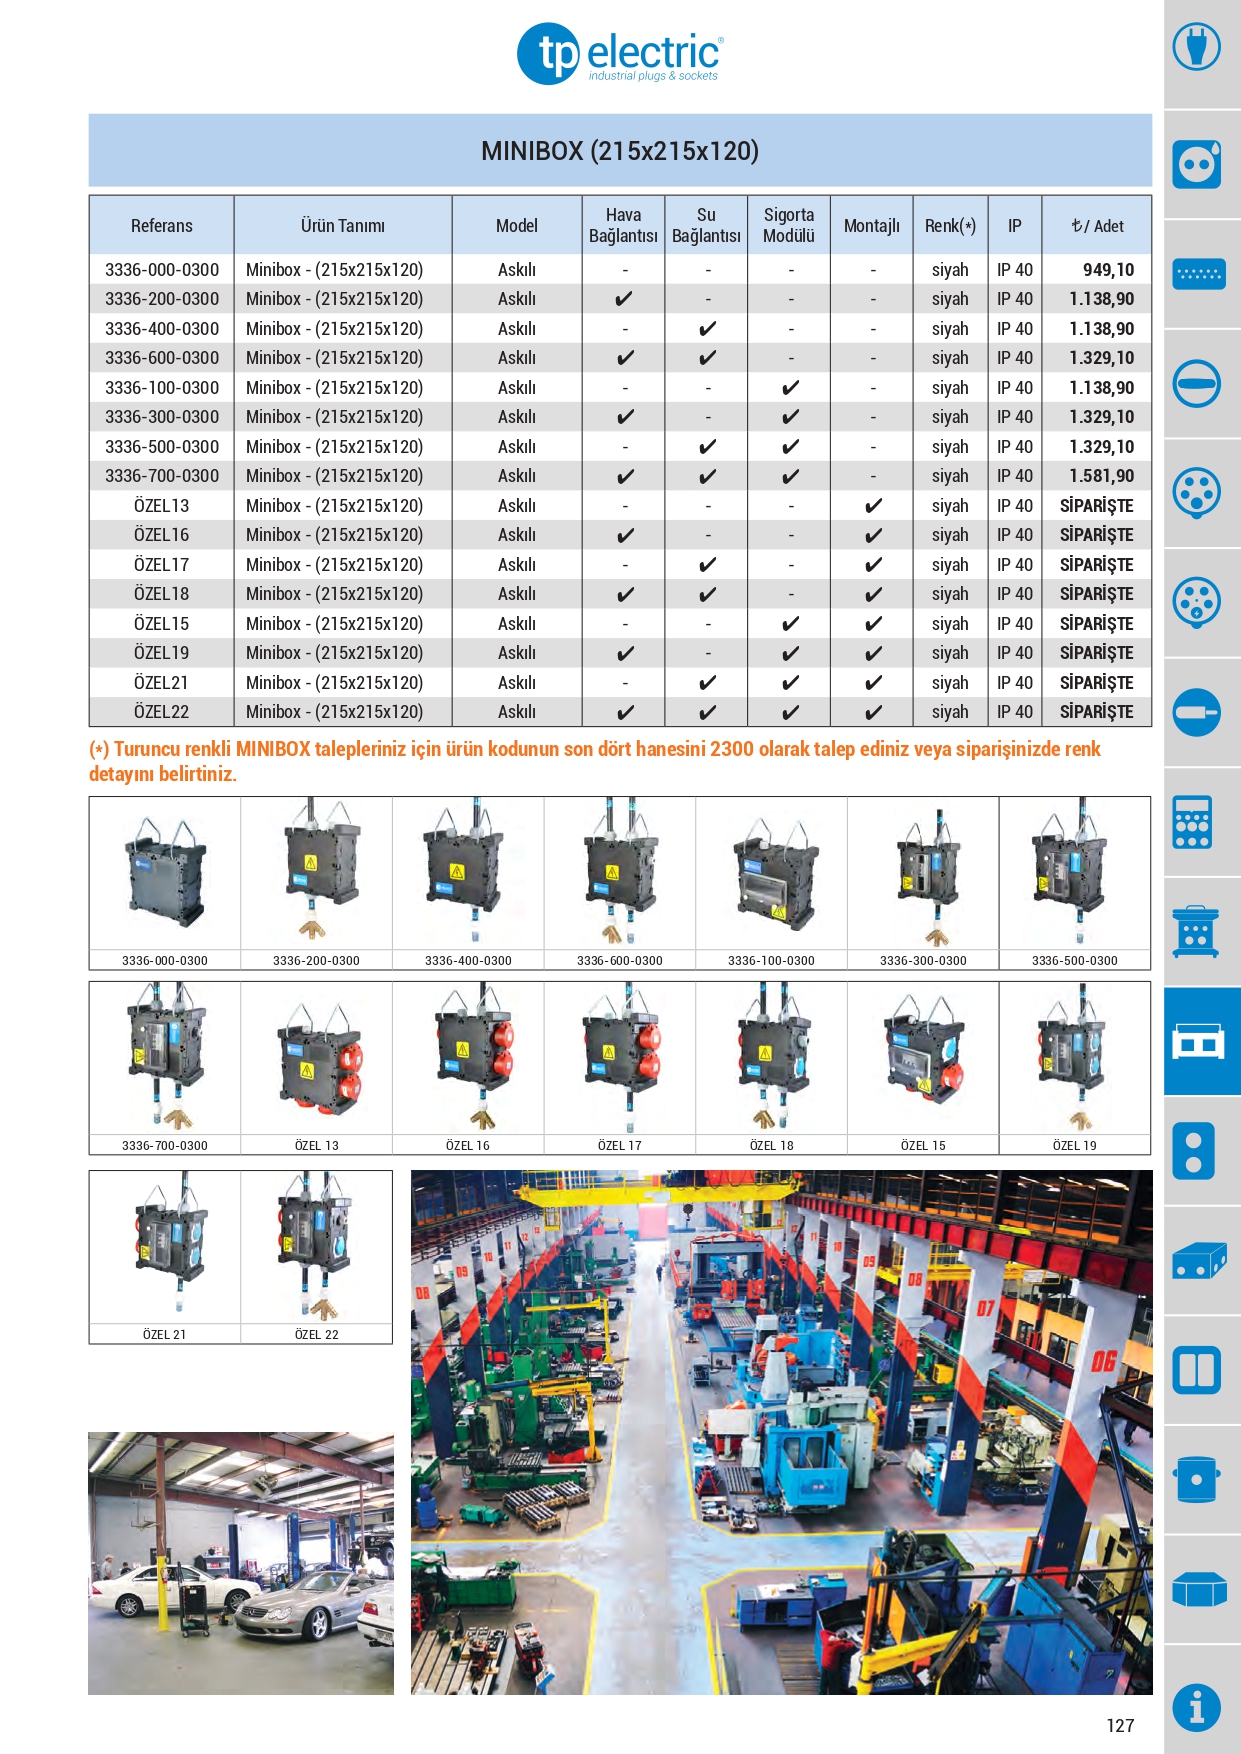 tp electric®
industrial plugs & sockets
MINIBOX (215x215x120)
Referans Ürün Tanımı Model Hava Bağlantısı Su Bağlantısı Sigorta Modülü Montajlı Renk(*) IP ₺/ Adet
3336-000-0300 Minibox - (215x215x120) Askılı - - - - siyah IP 40 949,10
3336-200-0300 Minibox - (215x215x120) Askılı ✔ - - - siyah IP 40 1.138,90
3336-400-0300 Minibox - (215x215x120) Askılı - ✔ - - siyah IP 40 1.138,90
3336-600-0300 Minibox - (215x215x120) Askılı ✔ ✔ - - siyah IP 40 1.329,10
3336-100-0300 Minibox - (215x215x120) Askılı - - ✔ - siyah IP 40 1.138,90
3336-300-0300 Minibox - (215x215x120) Askılı ✔ - ✔ - siyah IP 40 1.329,10
3336-500-0300 Minibox - (215x215x120) Askılı - ✔ ✔ - siyah IP 40 1.329,10
3336-700-0300 Minibox - (215x215x120) Askılı ✔ ✔ ✔ - siyah IP 40 1.581,90
ÖZEL13 Minibox - (215x215x120) Askılı - - - ✔ siyah IP 40 SİPARİŞTE
ÖZEL16 Minibox - (215x215x120) Askılı ✔ - - ✔ siyah IP 40 SİPARİŞTE
ÖZEL17 Minibox - (215x215x120) Askılı - ✔ - ✔ siyah IP 40 SİPARİŞTE
ÖZEL18 Minibox - (215x215x120) Askılı ✔ ✔ - ✔ siyah IP 40 SİPARİŞTE
ÖZEL15 Minibox - (215x215x120) Askılı - - ✔ ✔ siyah IP 40 SİPARİŞTE
ÖZEL19 Minibox - (215x215x120) Askılı ✔ - ✔ ✔ siyah IP 40 SİPARİŞTE
ÖZEL21 Minibox - (215x215x120) Askılı - ✔ ✔ ✔ siyah IP 40 SİPARİŞTE
ÖZEL22 Minibox - (215x215x120) Askılı ✔ ✔ ✔ ✔ siyah IP 40 SİPARİŞTE
(*) Turuncu renkli MINIBOX talepleriniz için ürün kodunun son dört hanesini 2300 olarak talep ediniz veya siparişinizde renk
detayını belirtiniz.
3336-000-0300 3336-200-0300 3336-400-0300 3336-600-0300 3336-100-0300 3336-300-0300 3336-500-0300
3336-700-0300 ÖZEL 13 ÖZEL 16 ÖZEL 17 ÖZEL 18 ÖZEL 15 ÖZEL 19
ÖZEL 21 ÖZEL 22
08 09 10 11 12 13 12 11 10 09 08 07 06
127